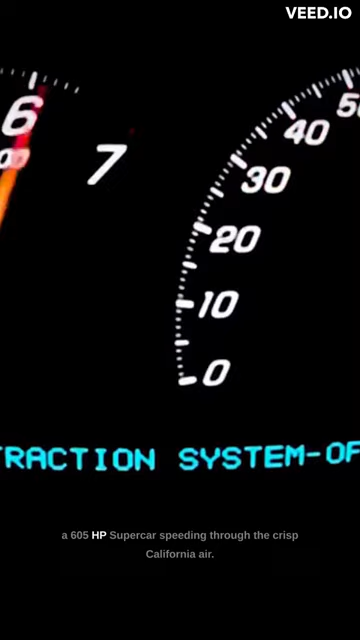 VEED.IO
6
7
50
40
30
20
10
0
TRACTION SYSTEM-OF
a 605 HP Supercar speeding through the crisp
California air.